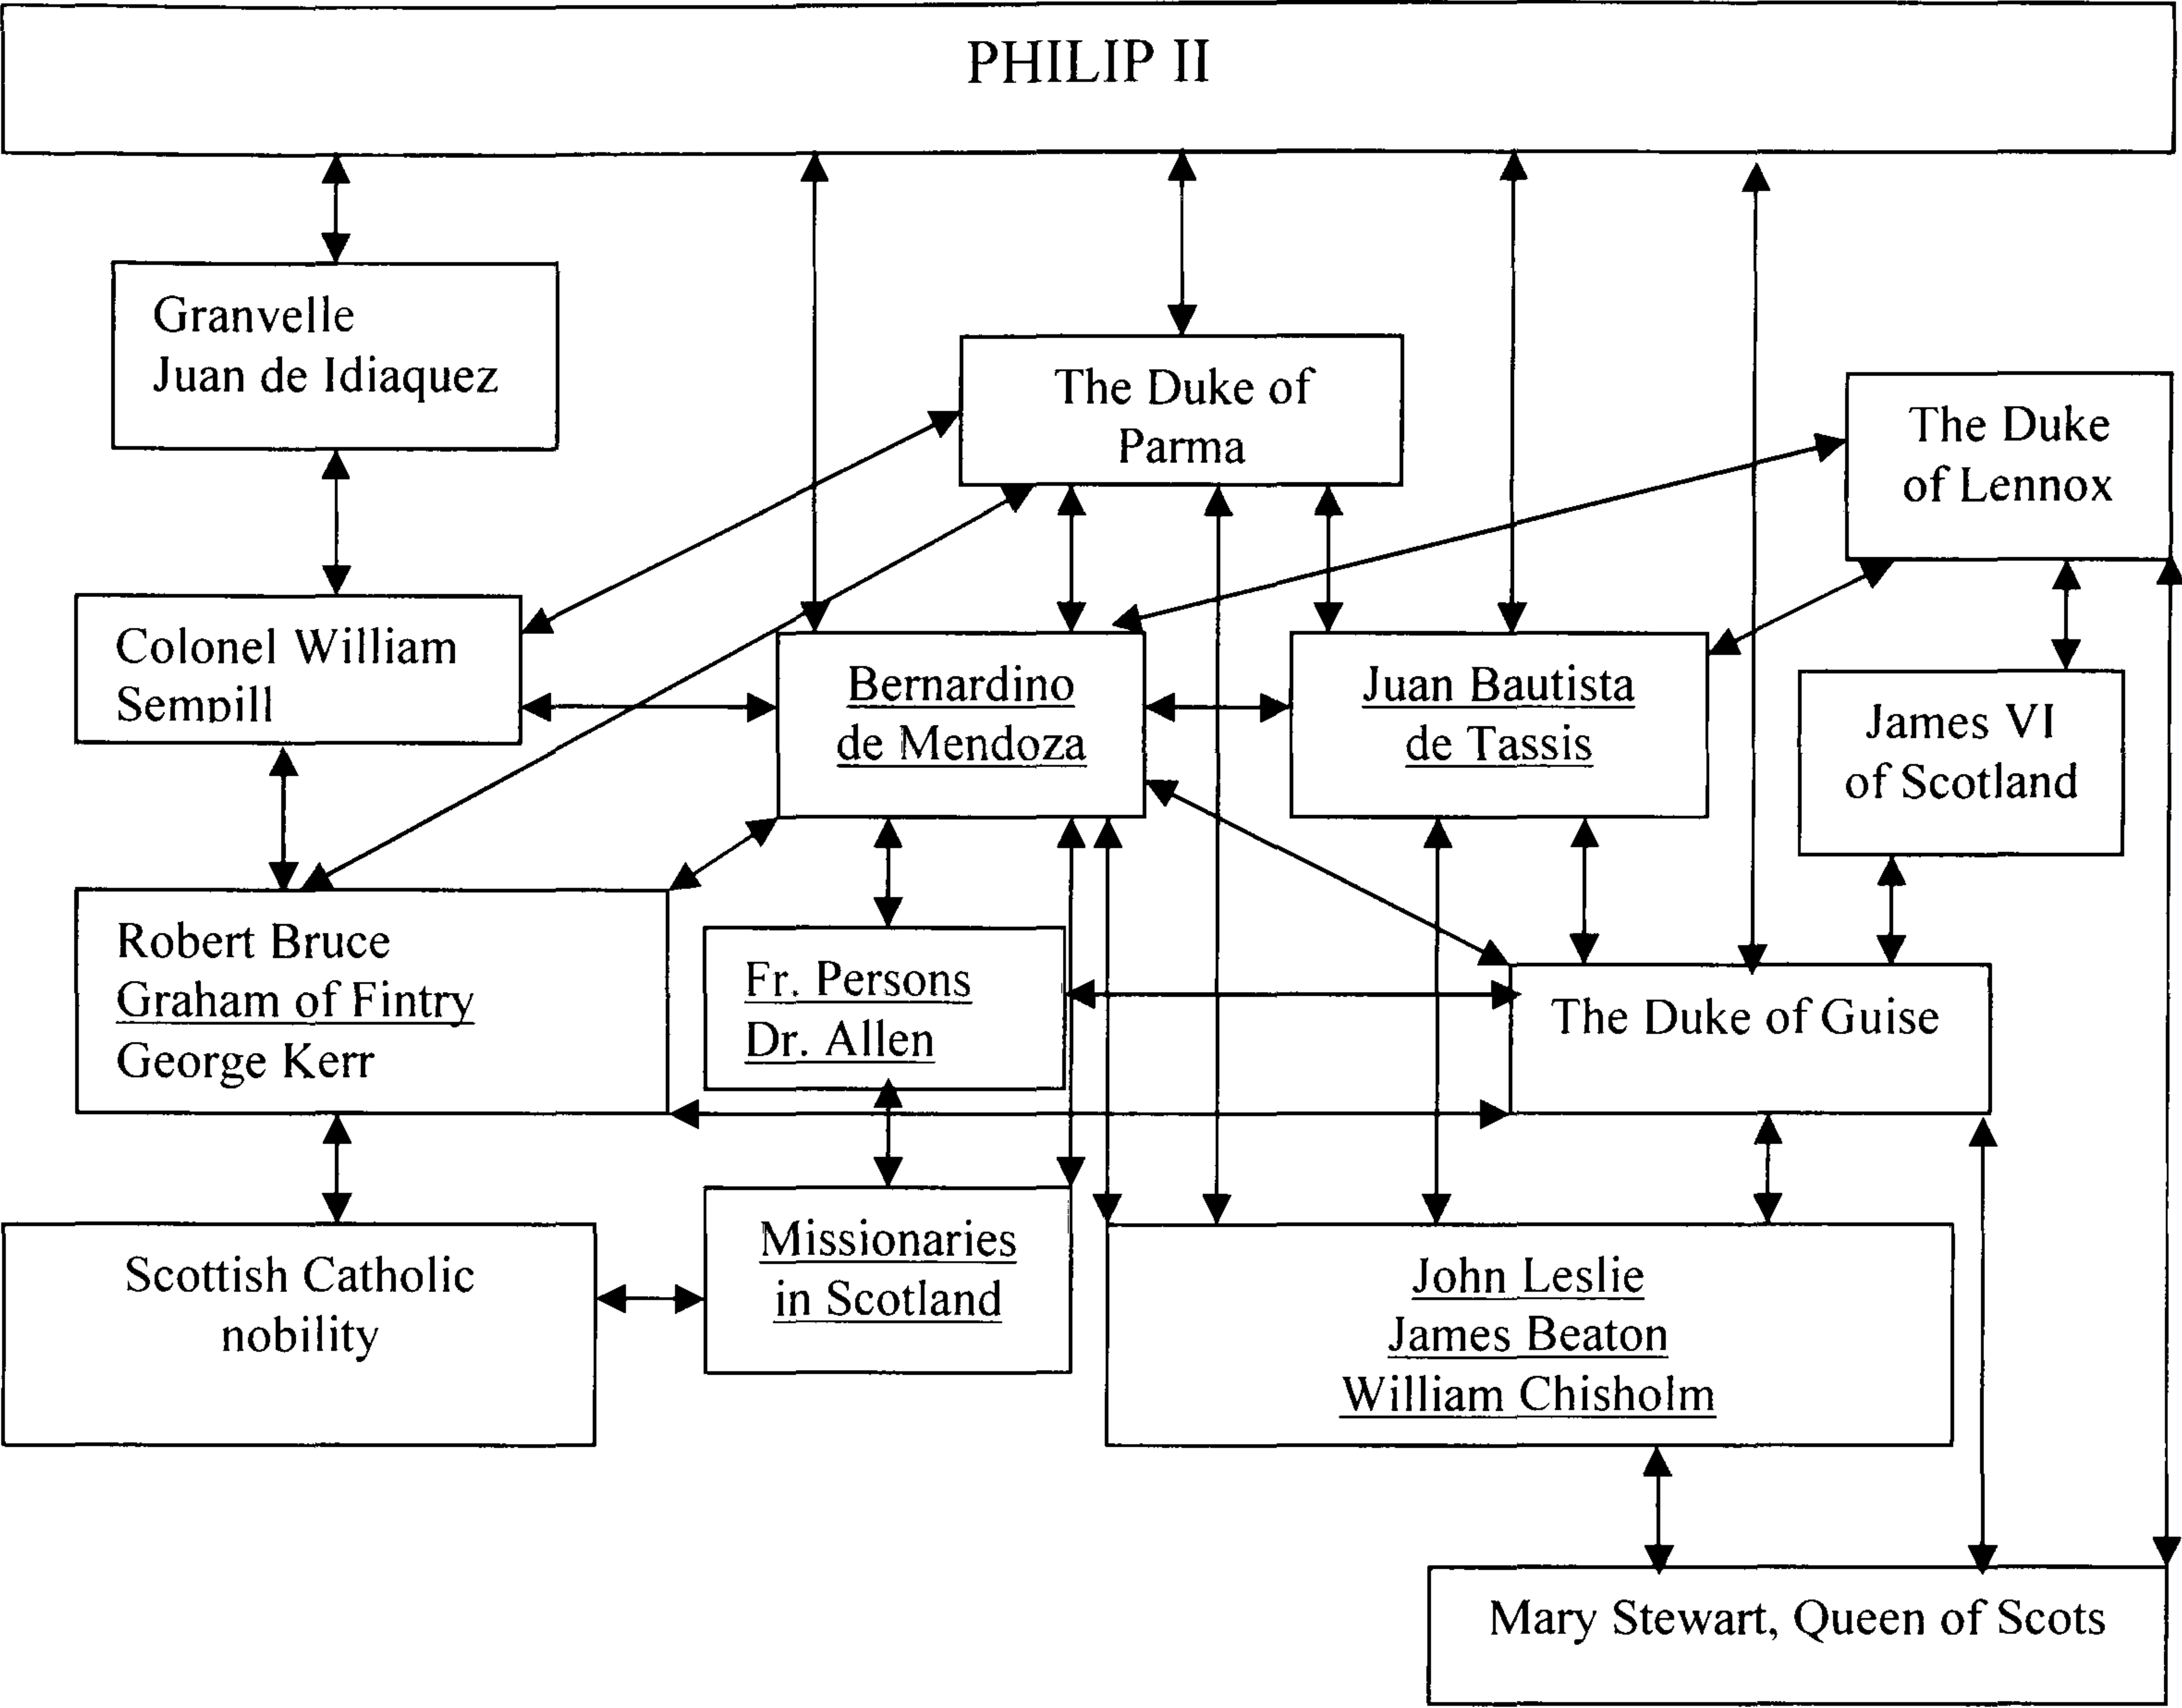 PHILIP II
Granvelle
Juan de Idiaquez
The Duke of
Parma
The Duke
of Lennox
Colonel William
Sempill
Bernardino
de Mendoza
Juan Bautista
de Tassis
James VI
of Scotland
Robert Bruce
Graham of Fintry
George Kerr
Fr. Persons
Dr. Allen
The Duke of Guise
Scottish Catholic
nobility
Missionaries
in Scotland
John Leslie
James Beaton
William Chisholm
Mary Stewart, Queen of Scots